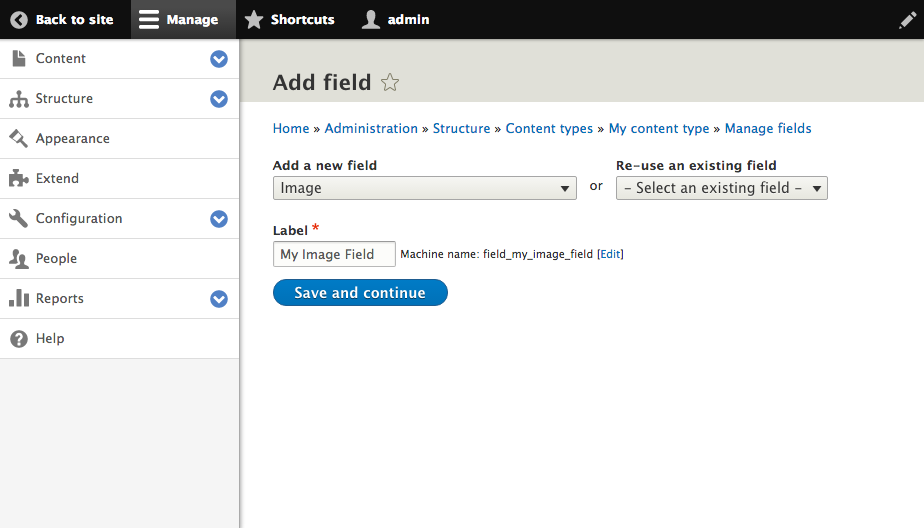 Back to site Manage Shortcuts admin
Content
Structure
Appearance
Extend
Configuration
People
Reports
Help
Add field
Home » Administration » Structure » Content types » My content type » Manage fields
Add a new field Re-use an existing field
Image or – Select an existing field –
Label *
My Image Field Machine name: field_my_image_field [Edit]
Save and continue